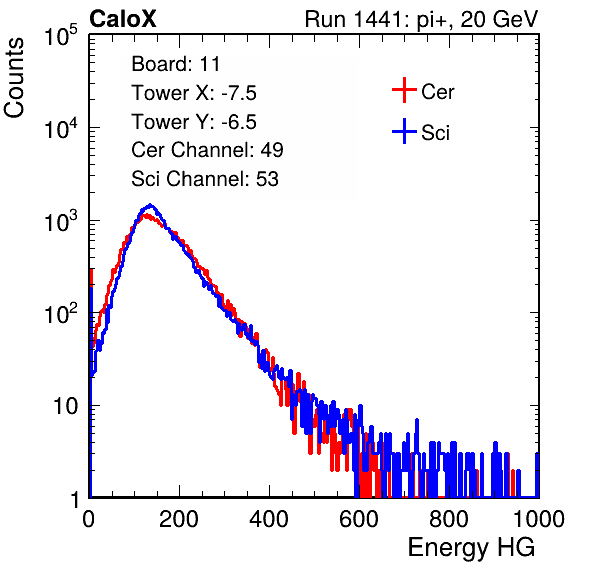 CaloX Run 1441: pi+, 20 GeV
Counts
10^5
10^4
10^3
10^2
10
1
Board: 11
Tower X: -7.5
Tower Y: -6.5
Cer Channel: 49
Sci Channel: 53
Cer
Sci
0 200 400 600 800 1000
Energy HG